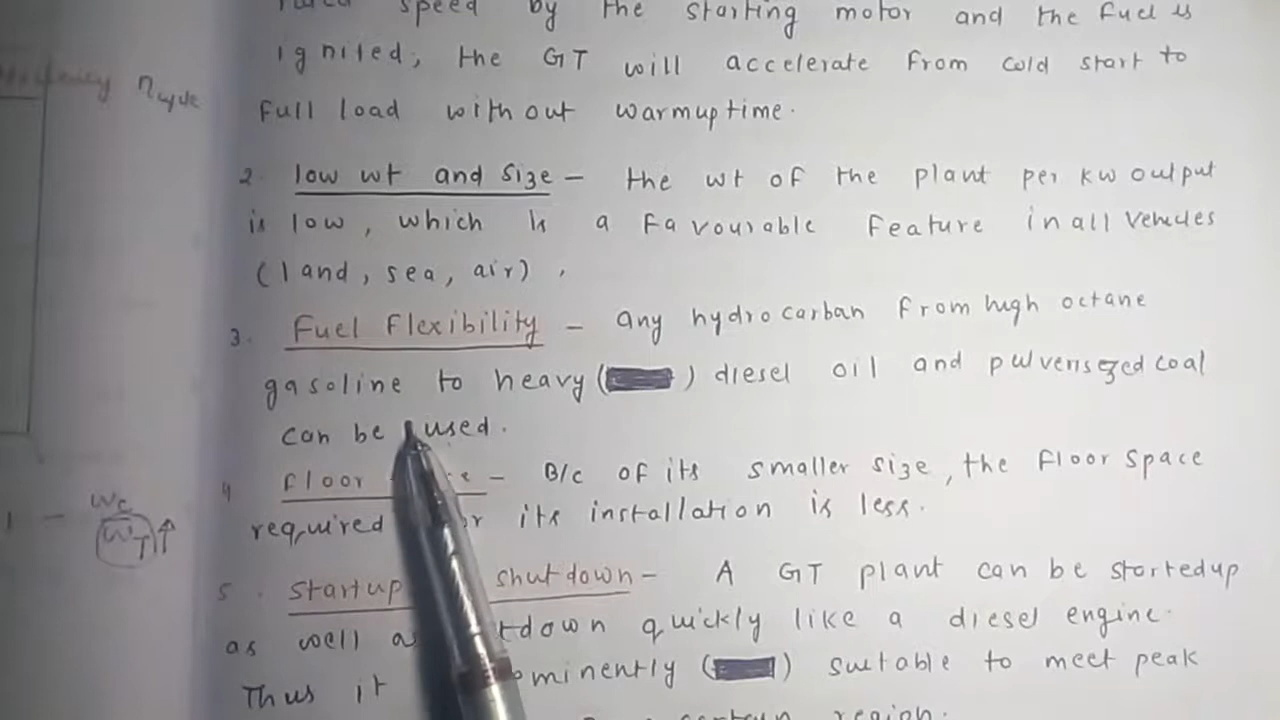 speed by the starting motor and the fuel is
ignited, the GT will accelerate from cold start to
full load without warmuptime.
2. low wt and size - the wt of the plant per kw output
is low, which is a favourable feature in all vehicles
(land, sea, air).
3. Fuel Flexibility - any hydrocarban from high octane
gasoline to heavy ( ) diesel oil and pulverized coal
can be used.
4 floor - B/c of its smaller size, the floor space
required its installation is less.
5. startup shutdown - A GT plant can be startedup
as well quickly like a diesel engine.
Thus it ( ) suitable to meet peak
region.
ηcycle
1 - Wc
WT↑